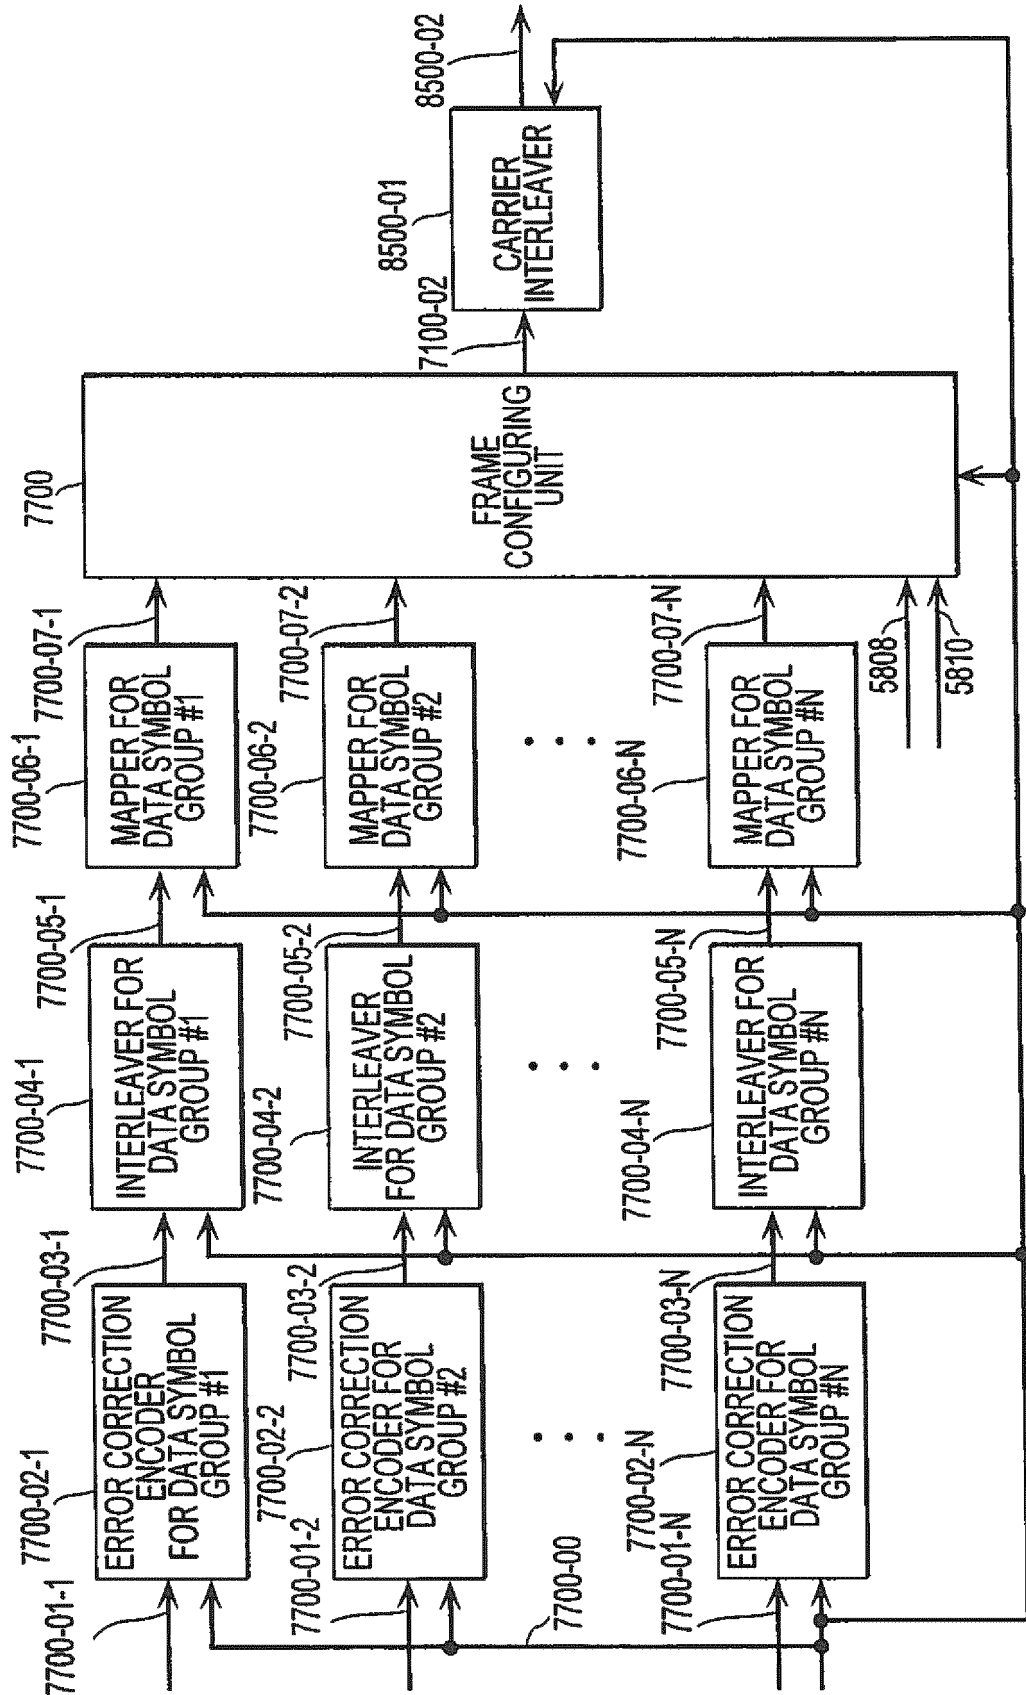 7700-01-1
7700-02-1
ERROR CORRECTION
ENCODER
FOR DATA SYMBOL
GROUP #1
7700-03-1
7700-04-1
INTERLEAVER FOR
DATA SYMBOL
GROUP #1
7700-05-1
7700-06-1
MAPPER FOR
DATA SYMBOL
GROUP #1
7700-07-1
7700-01-2
7700-02-2
ERROR CORRECTION
ENCODER FOR
DATA SYMBOL
GROUP #2
7700-03-2
7700-04-2
INTERLEAVER
FOR DATA SYMBOL
GROUP #2
7700-05-2
7700-06-2
MAPPER FOR
DATA SYMBOL
GROUP #2
7700-07-2
7700-00
7700-01-N
7700-02-N
ERROR CORRECTION
ENCODER FOR
DATA SYMBOL
GROUP #N
7700-03-N
7700-04-N
INTERLEAVER FOR
DATA SYMBOL
GROUP #N
7700-05-N
7700-06-N
MAPPER FOR
DATA SYMBOL
GROUP #N
7700-07-N
5808
5810
7700
FRAME
CONFIGURING
UNIT
7100-02
8500-01
CARRIER
INTERLEAVER
8500-02